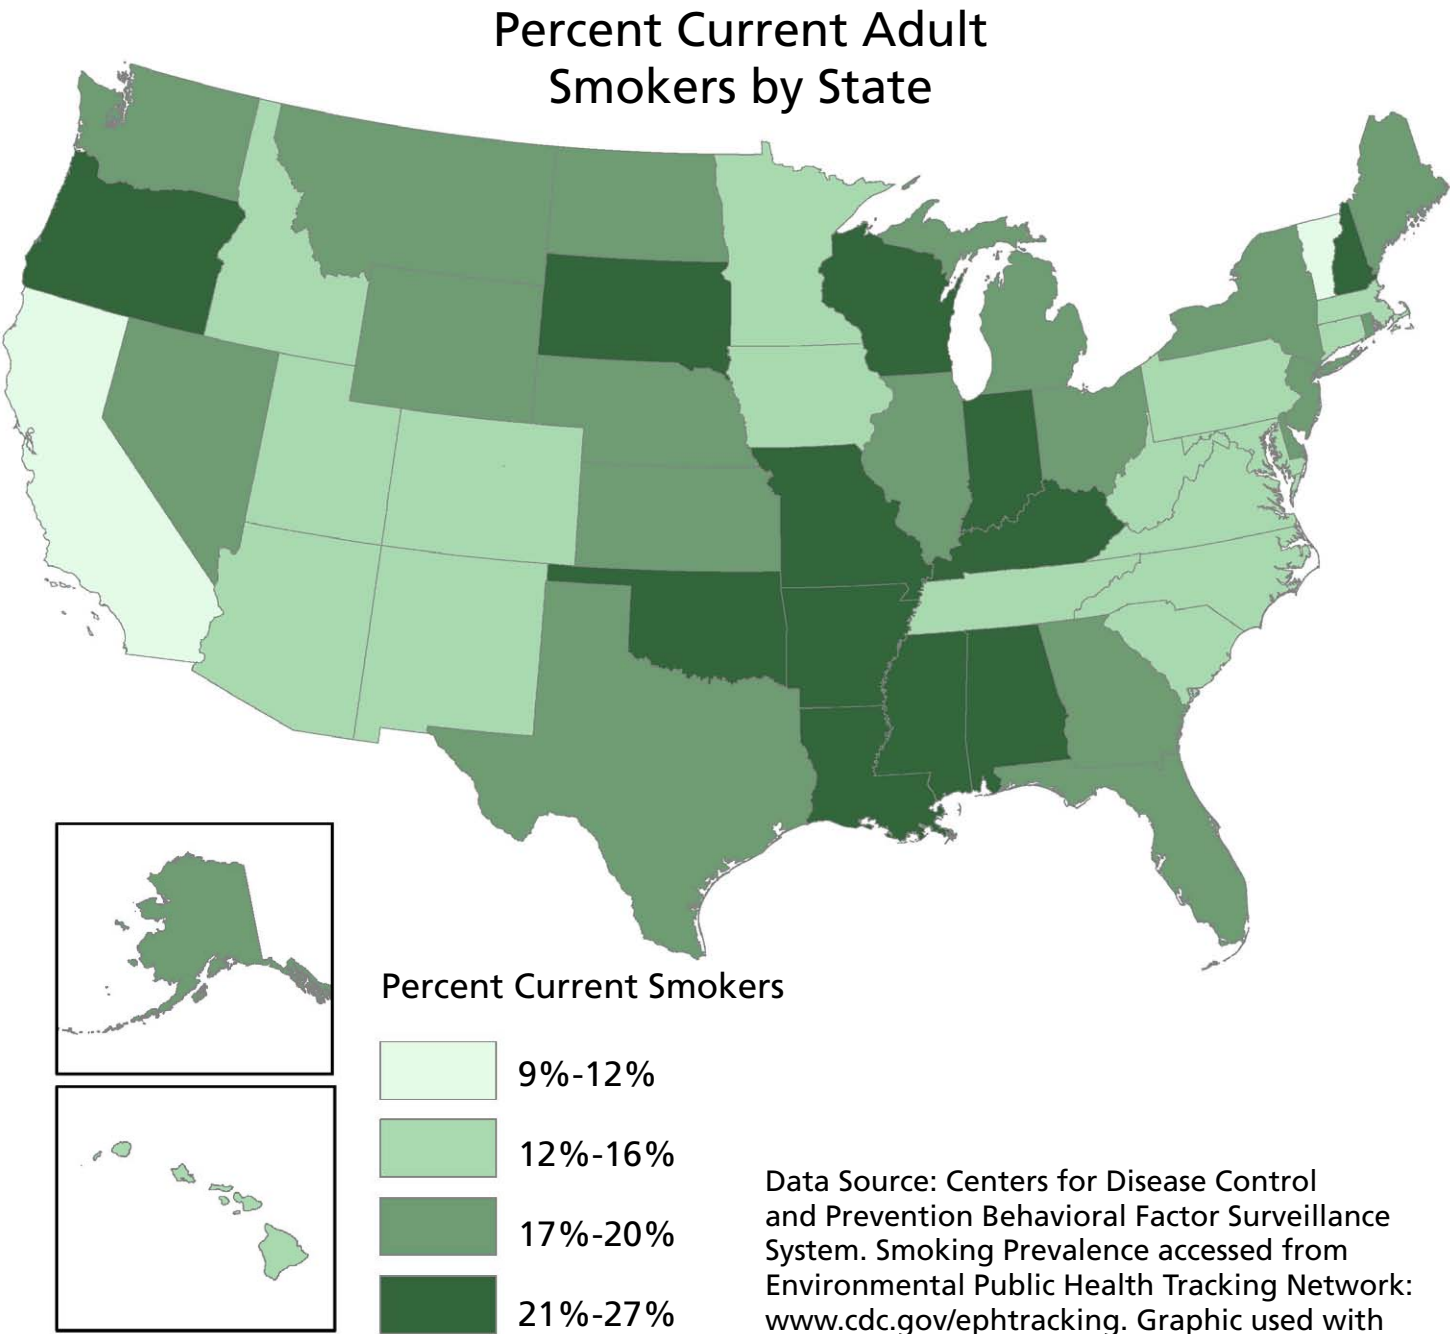 Percent Current Adult
Smokers by State
Percent Current Smokers
9%-12%
12%-16%
17%-20%
21%-27%
Data Source: Centers for Disease Control
and Prevention Behavioral Factor Surveillance
System. Smoking Prevalence accessed from
Environmental Public Health Tracking Network:
www.cdc.gov/ephtracking. Graphic used with